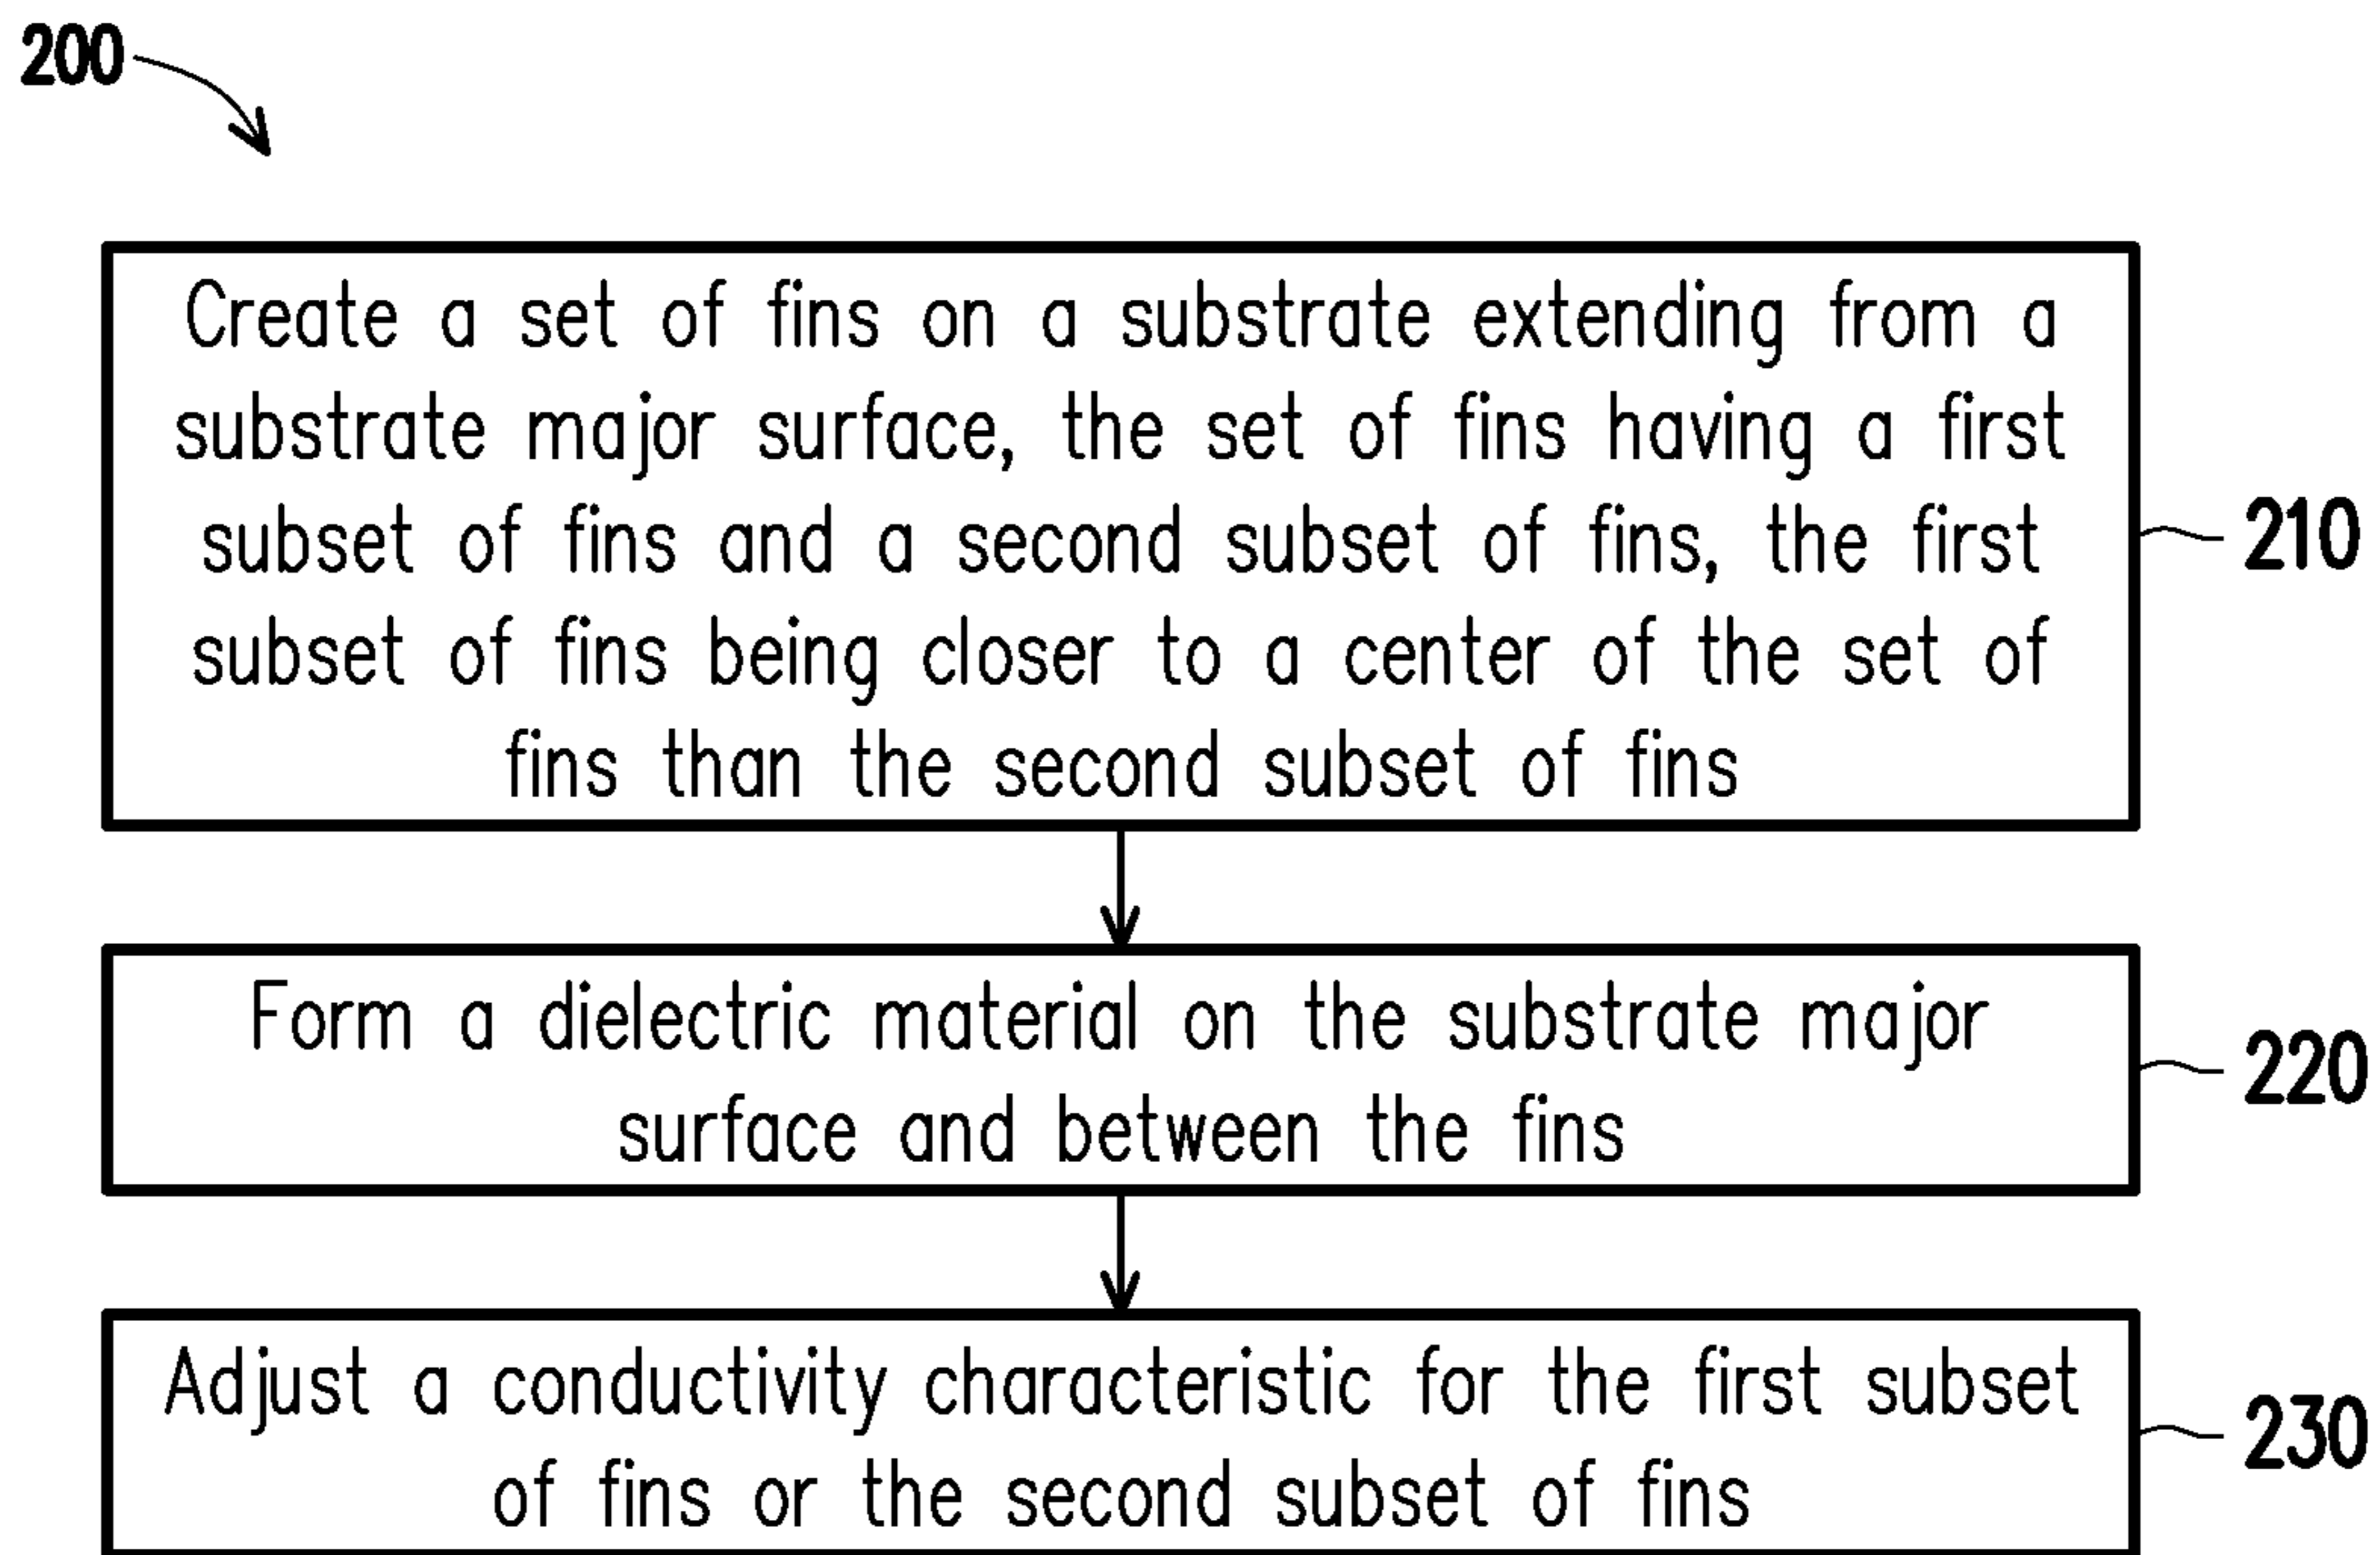 200
Create a set of fins on a substrate extending from a
substrate major surface, the set of fins having a first
subset of fins and a second subset of fins, the first
subset of fins being closer to a center of the set of
fins than the second subset of fins
210
Form a dielectric material on the substrate major
surface and between the fins
220
Adjust a conductivity characteristic for the first subset
of fins or the second subset of fins
230